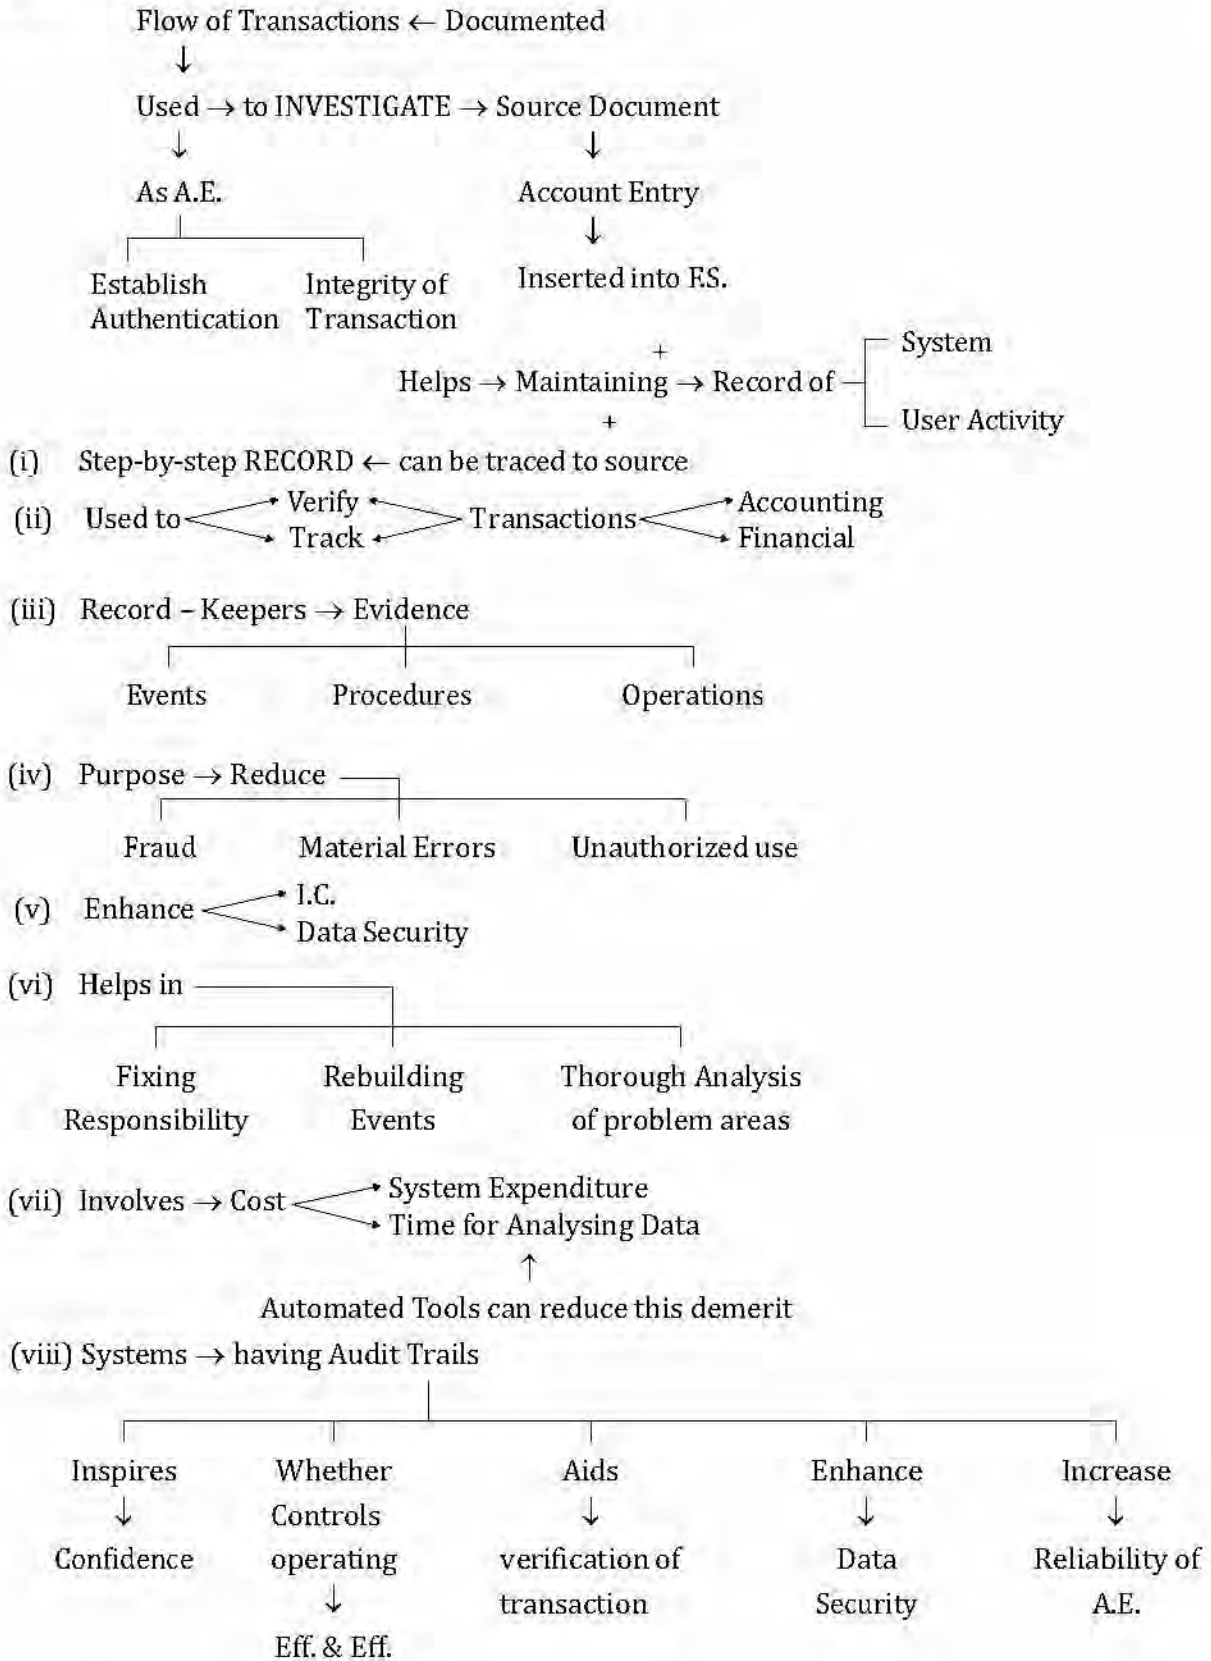 Flow of Transactions ← Documented
↓
Used → to INVESTIGATE → Source Document
↓ ↓
As A.E. Account Entry
↓
Establish Integrity of Inserted into F.S.
Authentication Transaction
+ System
Helps → Maintaining → Record of
+ User Activity
(i) Step-by-step RECORD ← can be traced to source
Verify Accounting
(ii) Used to Transactions
Track Financial
(iii) Record – Keepers → Evidence
Events Procedures Operations
(iv) Purpose → Reduce
Fraud Material Errors Unauthorized use
I.C.
(v) Enhance
Data Security
(vi) Helps in
Fixing Rebuilding Thorough Analysis
Responsibility Events of problem areas
System Expenditure
(vii) Involves → Cost
Time for Analysing Data
↑
Automated Tools can reduce this demerit
(viii) Systems → having Audit Trails
Inspires Whether Aids Enhance Increase
↓ Controls ↓ ↓ ↓
Confidence operating verification of Data Reliability of
↓ transaction Security A.E.
Eff. & Eff.